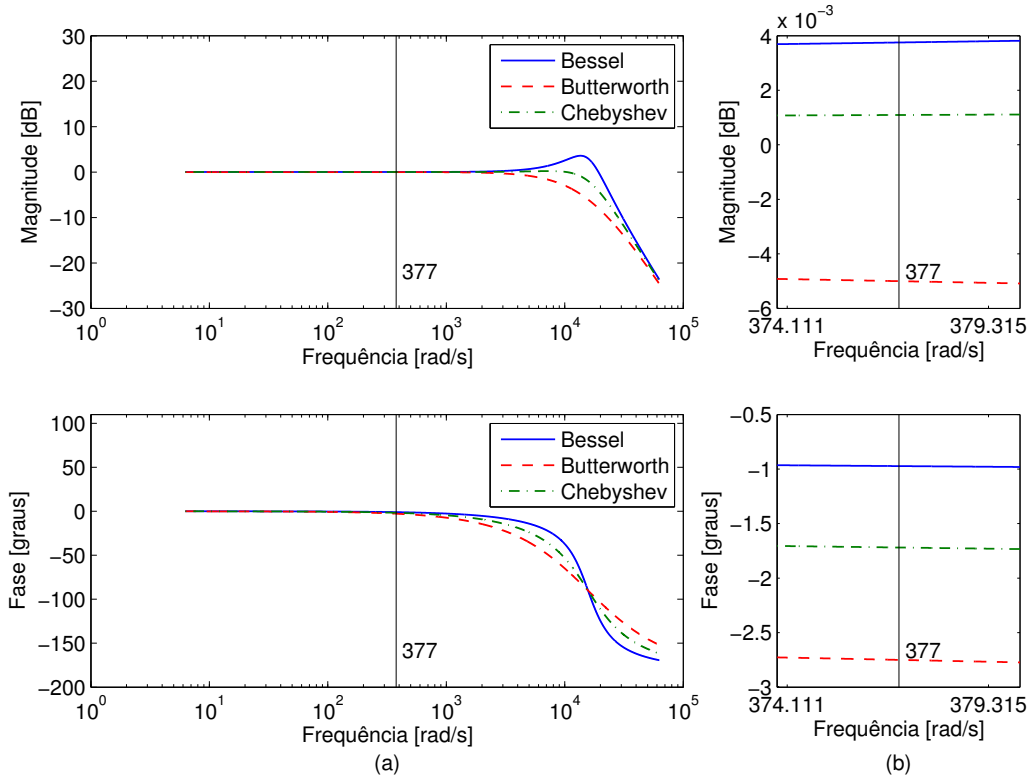 30
20
10
0
−10
−20
−30
Magnitude [dB]
Bessel
Butterworth
Chebyshev
377
10^0
10^1
10^2
10^3
10^4
10^5
Frequência [rad/s]
x 10^−3
4
2
0
−2
−4
−6
Magnitude [dB]
377
374.111
379.315
Frequência [rad/s]
100
50
0
−50
−100
−150
−200
Fase [graus]
Bessel
Butterworth
Chebyshev
377
10^0
10^1
10^2
10^3
10^4
10^5
Frequência [rad/s]
(a)
−0.5
−1
−1.5
−2
−2.5
−3
Fase [graus]
377
374.111
379.315
Frequência [rad/s]
(b)